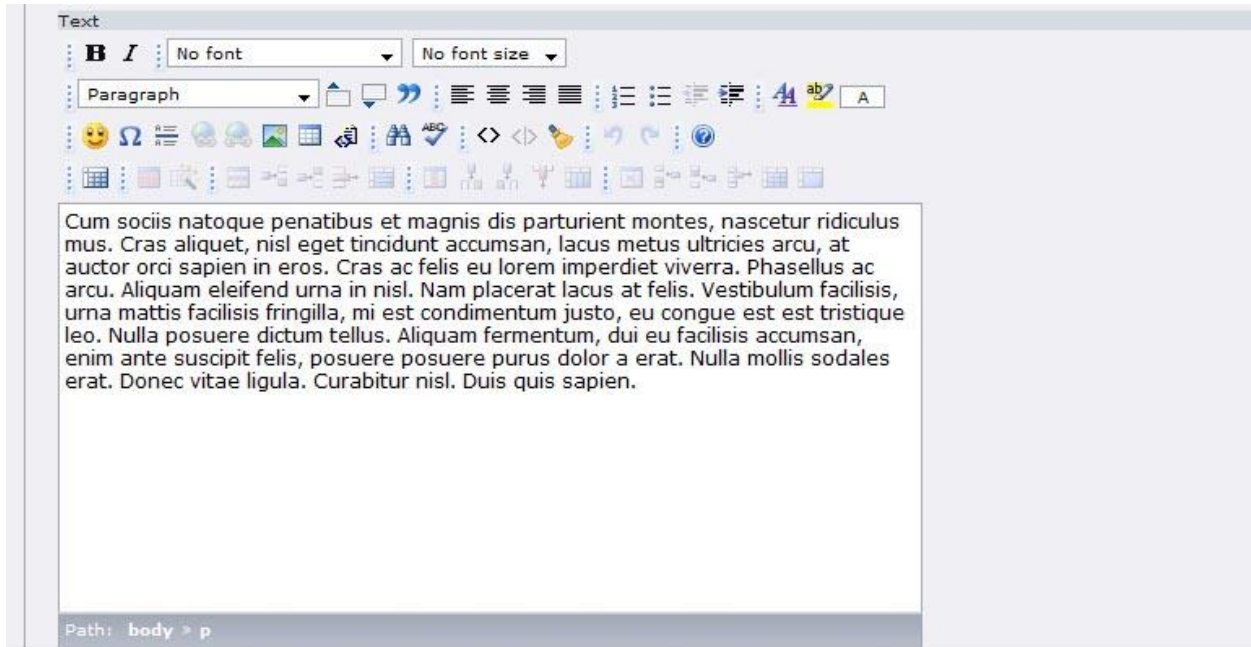 Text
B I No font No font size
Paragraph A A ab A
Ω ABC
Cum sociis natoque penatibus et magnis dis parturient montes, nascetur ridiculus
mus. Cras aliquet, nisl eget tincidunt accumsan, lacus metus ultricies arcu, at
auctor orci sapien in eros. Cras ac felis eu lorem imperdiet viverra. Phasellus ac
arcu. Aliquam eleifend urna in nisl. Nam placerat lacus at felis. Vestibulum facilisis,
urna mattis facilisis fringilla, mi est condimentum justo, eu congue est est tristique
leo. Nulla posuere dictum tellus. Aliquam fermentum, dui eu facilisis accumsan,
enim ante suscipit felis, posuere posuere purus dolor a erat. Nulla mollis sodales
erat. Donec vitae ligula. Curabitur nisl. Duis quis sapien.
Path: body » p